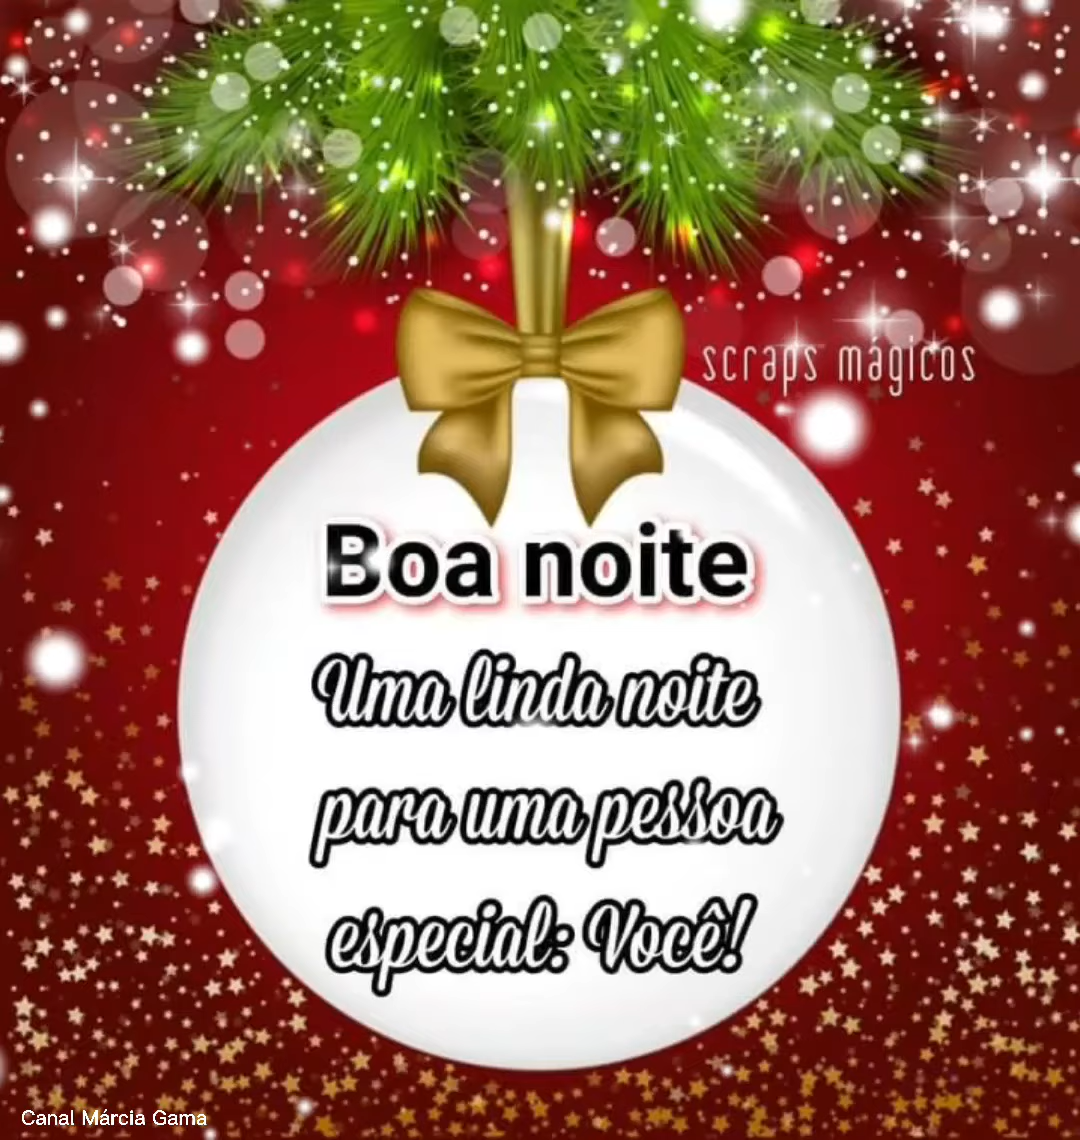 scraps mágicos
Boa noite
Uma linda noite
para uma pessoa
especial: Você!
Canal Márcia Gama